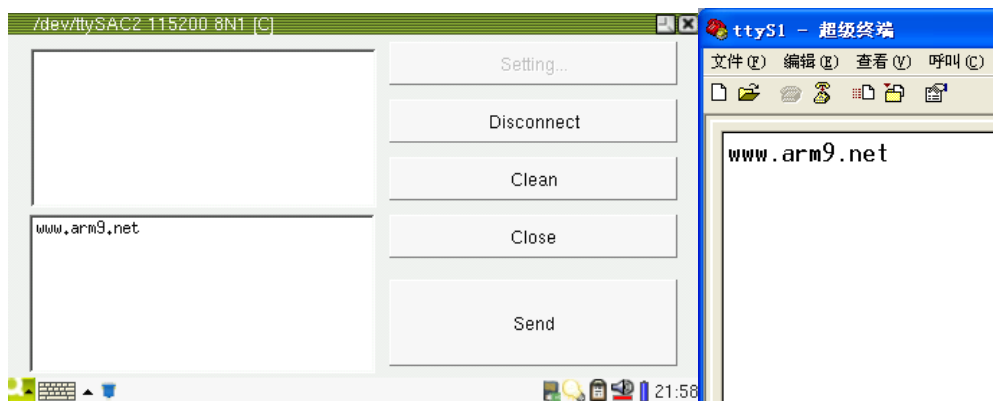 /dev/ttySAC2 115200 8N1 [C]
Setting...
Disconnect
Clean
www.arm9.net
Close
Send
21:58
ttyS1 - 超级终端
文件(F) 编辑(E) 查看(V) 呼叫(C)
www.arm9.net